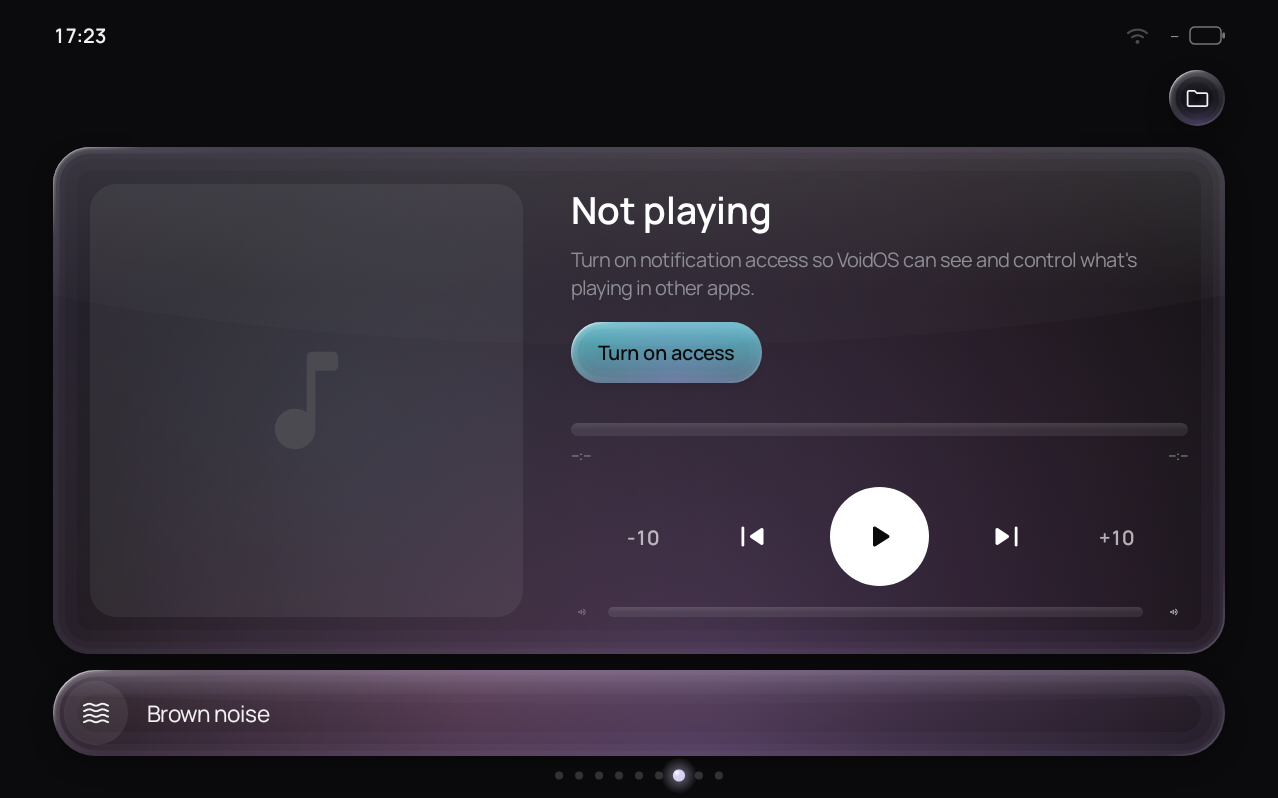 17:23
Not playing
Turn on notification access so VoidOS can see and control what's
playing in other apps.
Turn on access
–:–
–:–
-10
+10
Brown noise